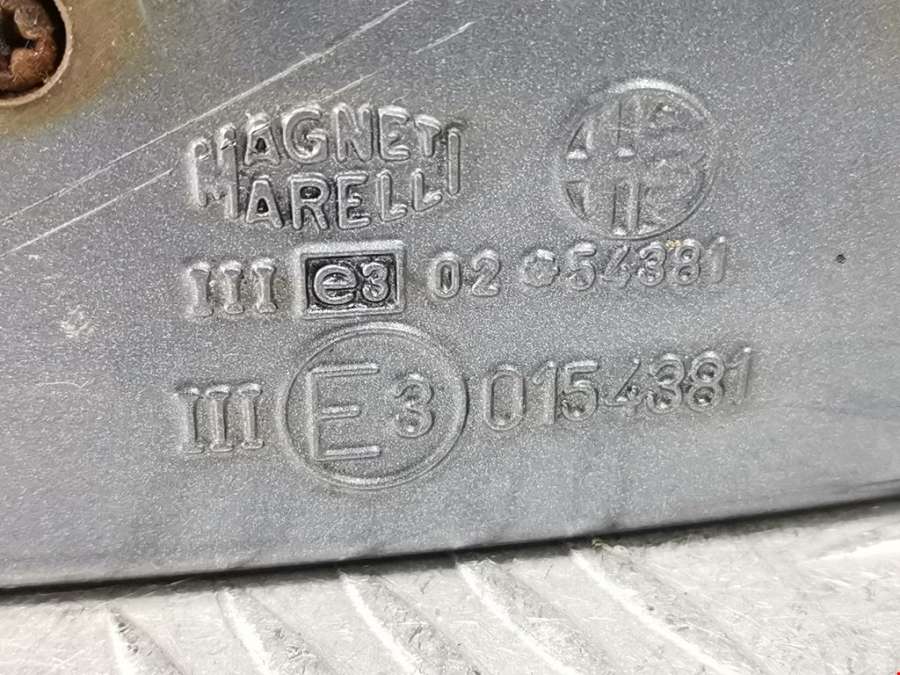 MAGNETI
MARELLI
III e3 02 *54381
III E3 0154381